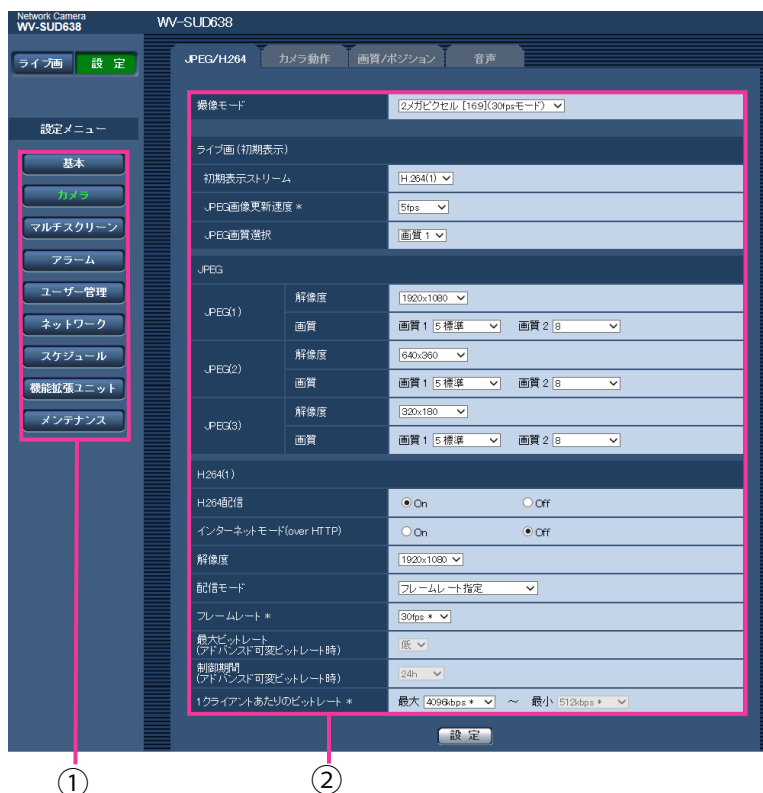 Network Camera
WV-SUD638
WV-SUD638
ライブ画 設 定
JPEG/H.264 カメラ動作 画質/ポジション 音声
設定メニュー
基本
カメラ
マルチスクリーン
アラーム
ユーザー管理
ネットワーク
スケジュール
機能拡張ユニット
メンテナンス
撮像モード 2メガピクセル [16:9](30fpsモード)
ライブ画(初期表示)
初期表示ストリーム H.264(1)
JPEG画像更新速度 * 5fps
JPEG画質選択 画質 1
JPEG
JPEG(1) 解像度 1920x1080
画質 画質 1 5 標準 画質 2 8
JPEG(2) 解像度 640x360
画質 画質 1 5 標準 画質 2 8
JPEG(3) 解像度 320x180
画質 画質 1 5 標準 画質 2 8
H.264(1)
H.264配信 On Off
インターネットモード(over HTTP) On Off
解像度 1920x1080
配信モード フレームレート指定
フレームレート * 30fps *
最大ビットレート
(アドバンスド可変ビットレート時) 低
制御期間
(アドバンスド可変ビットレート時) 24h
1クライアントあたりのビットレート * 最大 4096kbps * ～ 最小 512kbps *
設 定
① ②